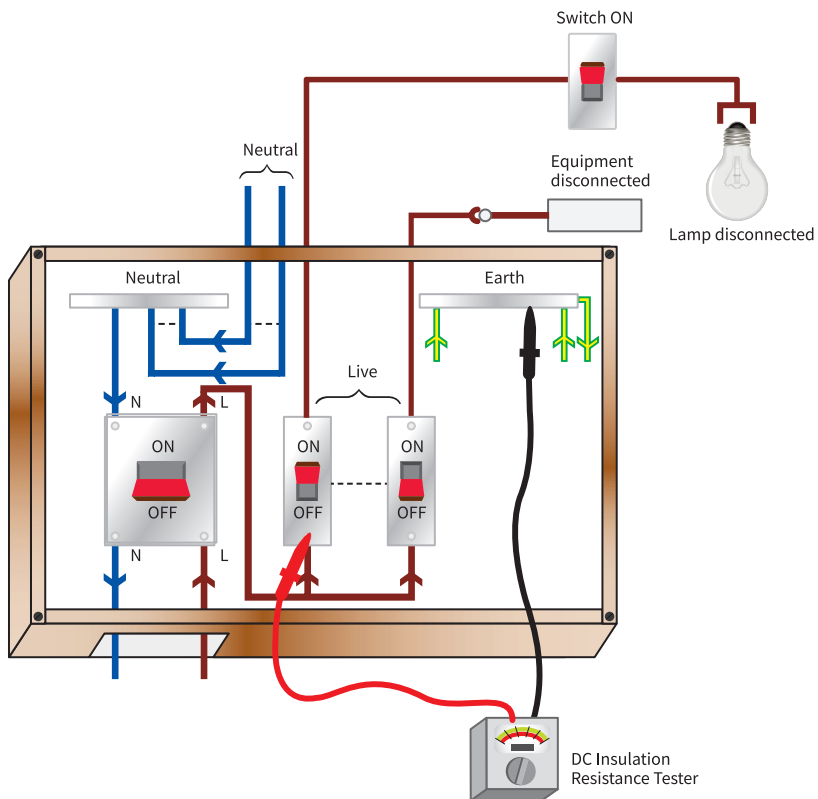 Switch ON
Neutral
Equipment
disconnected
Lamp disconnected
Neutral
Earth
Live
N
L
ON
OFF
ON
OFF
ON
OFF
N
L
DC Insulation
Resistance Tester